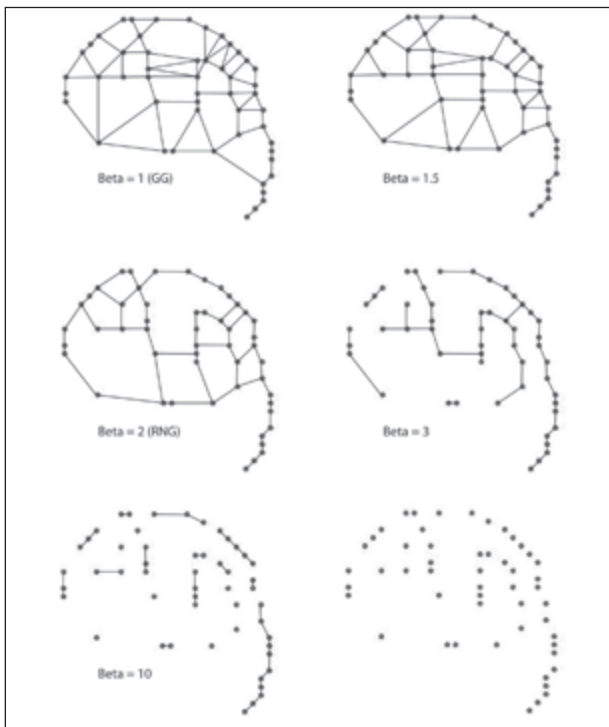 Beta = 1 (GG)
Beta = 1.5
Beta = 2 (RNG)
Beta = 3
Beta = 10